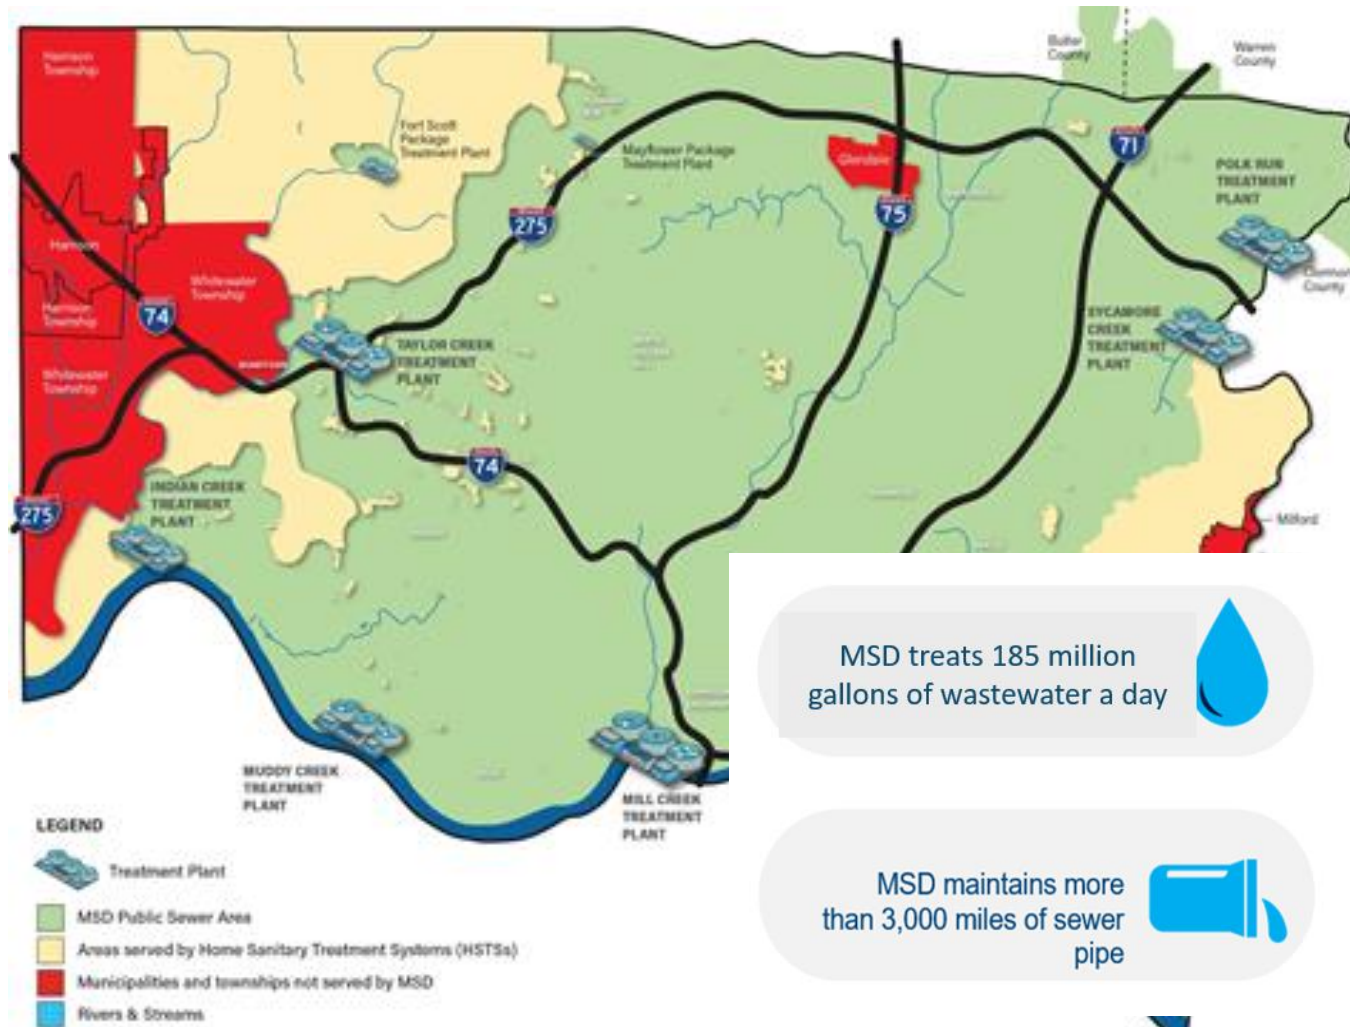 Harrison
Township
Butler
County
Warren
County
Fort Scott
Package
Treatment Plant
Mayflower Package
Treatment Plant
Glendale
71
POLK RUN
TREATMENT
PLANT
275
75
Harrison
Whitewater
Township
Harrison
Township
74
County
SYCAMORE
CREEK
TREATMENT
PLANT
TAYLOR CREEK
TREATMENT
PLANT
Whitewater
Township
74
INDIAN CREEK
TREATMENT
PLANT
275
Milford
MSD treats 185 million
gallons of wastewater a day
MUDDY CREEK
TREATMENT
PLANT
MILL CREEK
TREATMENT
PLANT
LEGEND
Treatment Plant
MSD Public Sewer Area
Areas served by Home Sanitary Treatment Systems (HSTSs)
Municipalities and townships not served by MSD
Rivers & Streams
MSD maintains more
than 3,000 miles of sewer
pipe